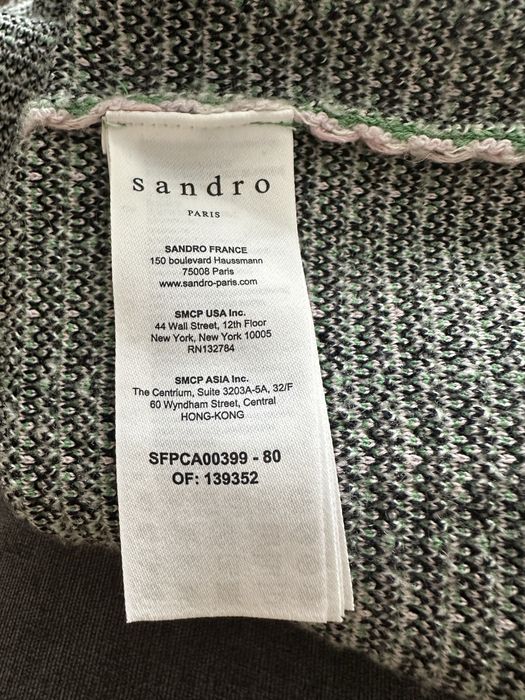 sandro
PARIS
SANDRO FRANCE
150 boulevard Haussmann
75008 Paris
www.sandro-paris.com
SMCP USA Inc.
44 Wall Street, 12th Floor
New York, New York 10005
RN132784
SMCP ASIA Inc.
The Centrium, Suite 3203A-5A, 32/F
60 Wyndham Street, Central
HONG-KONG
SFPCA00399 - 80
OF: 139352